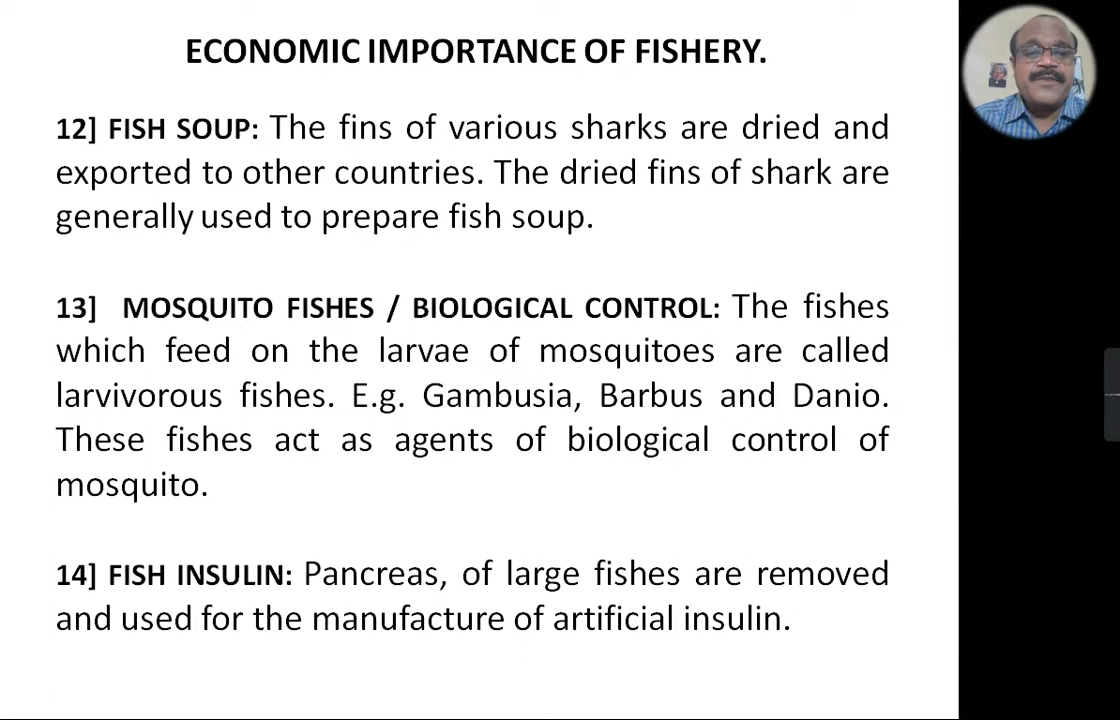 ECONOMIC IMPORTANCE OF FISHERY.
12] FISH SOUP: The fins of various sharks are dried and
exported to other countries. The dried fins of shark are
generally used to prepare fish soup.
13] MOSQUITO FISHES / BIOLOGICAL CONTROL: The fishes
which feed on the larvae of mosquitoes are called
larvivorous fishes. E.g. Gambusia, Barbus and Danio.
These fishes act as agents of biological control of
mosquito.
14] FISH INSULIN: Pancreas, of large fishes are removed
and used for the manufacture of artificial insulin.